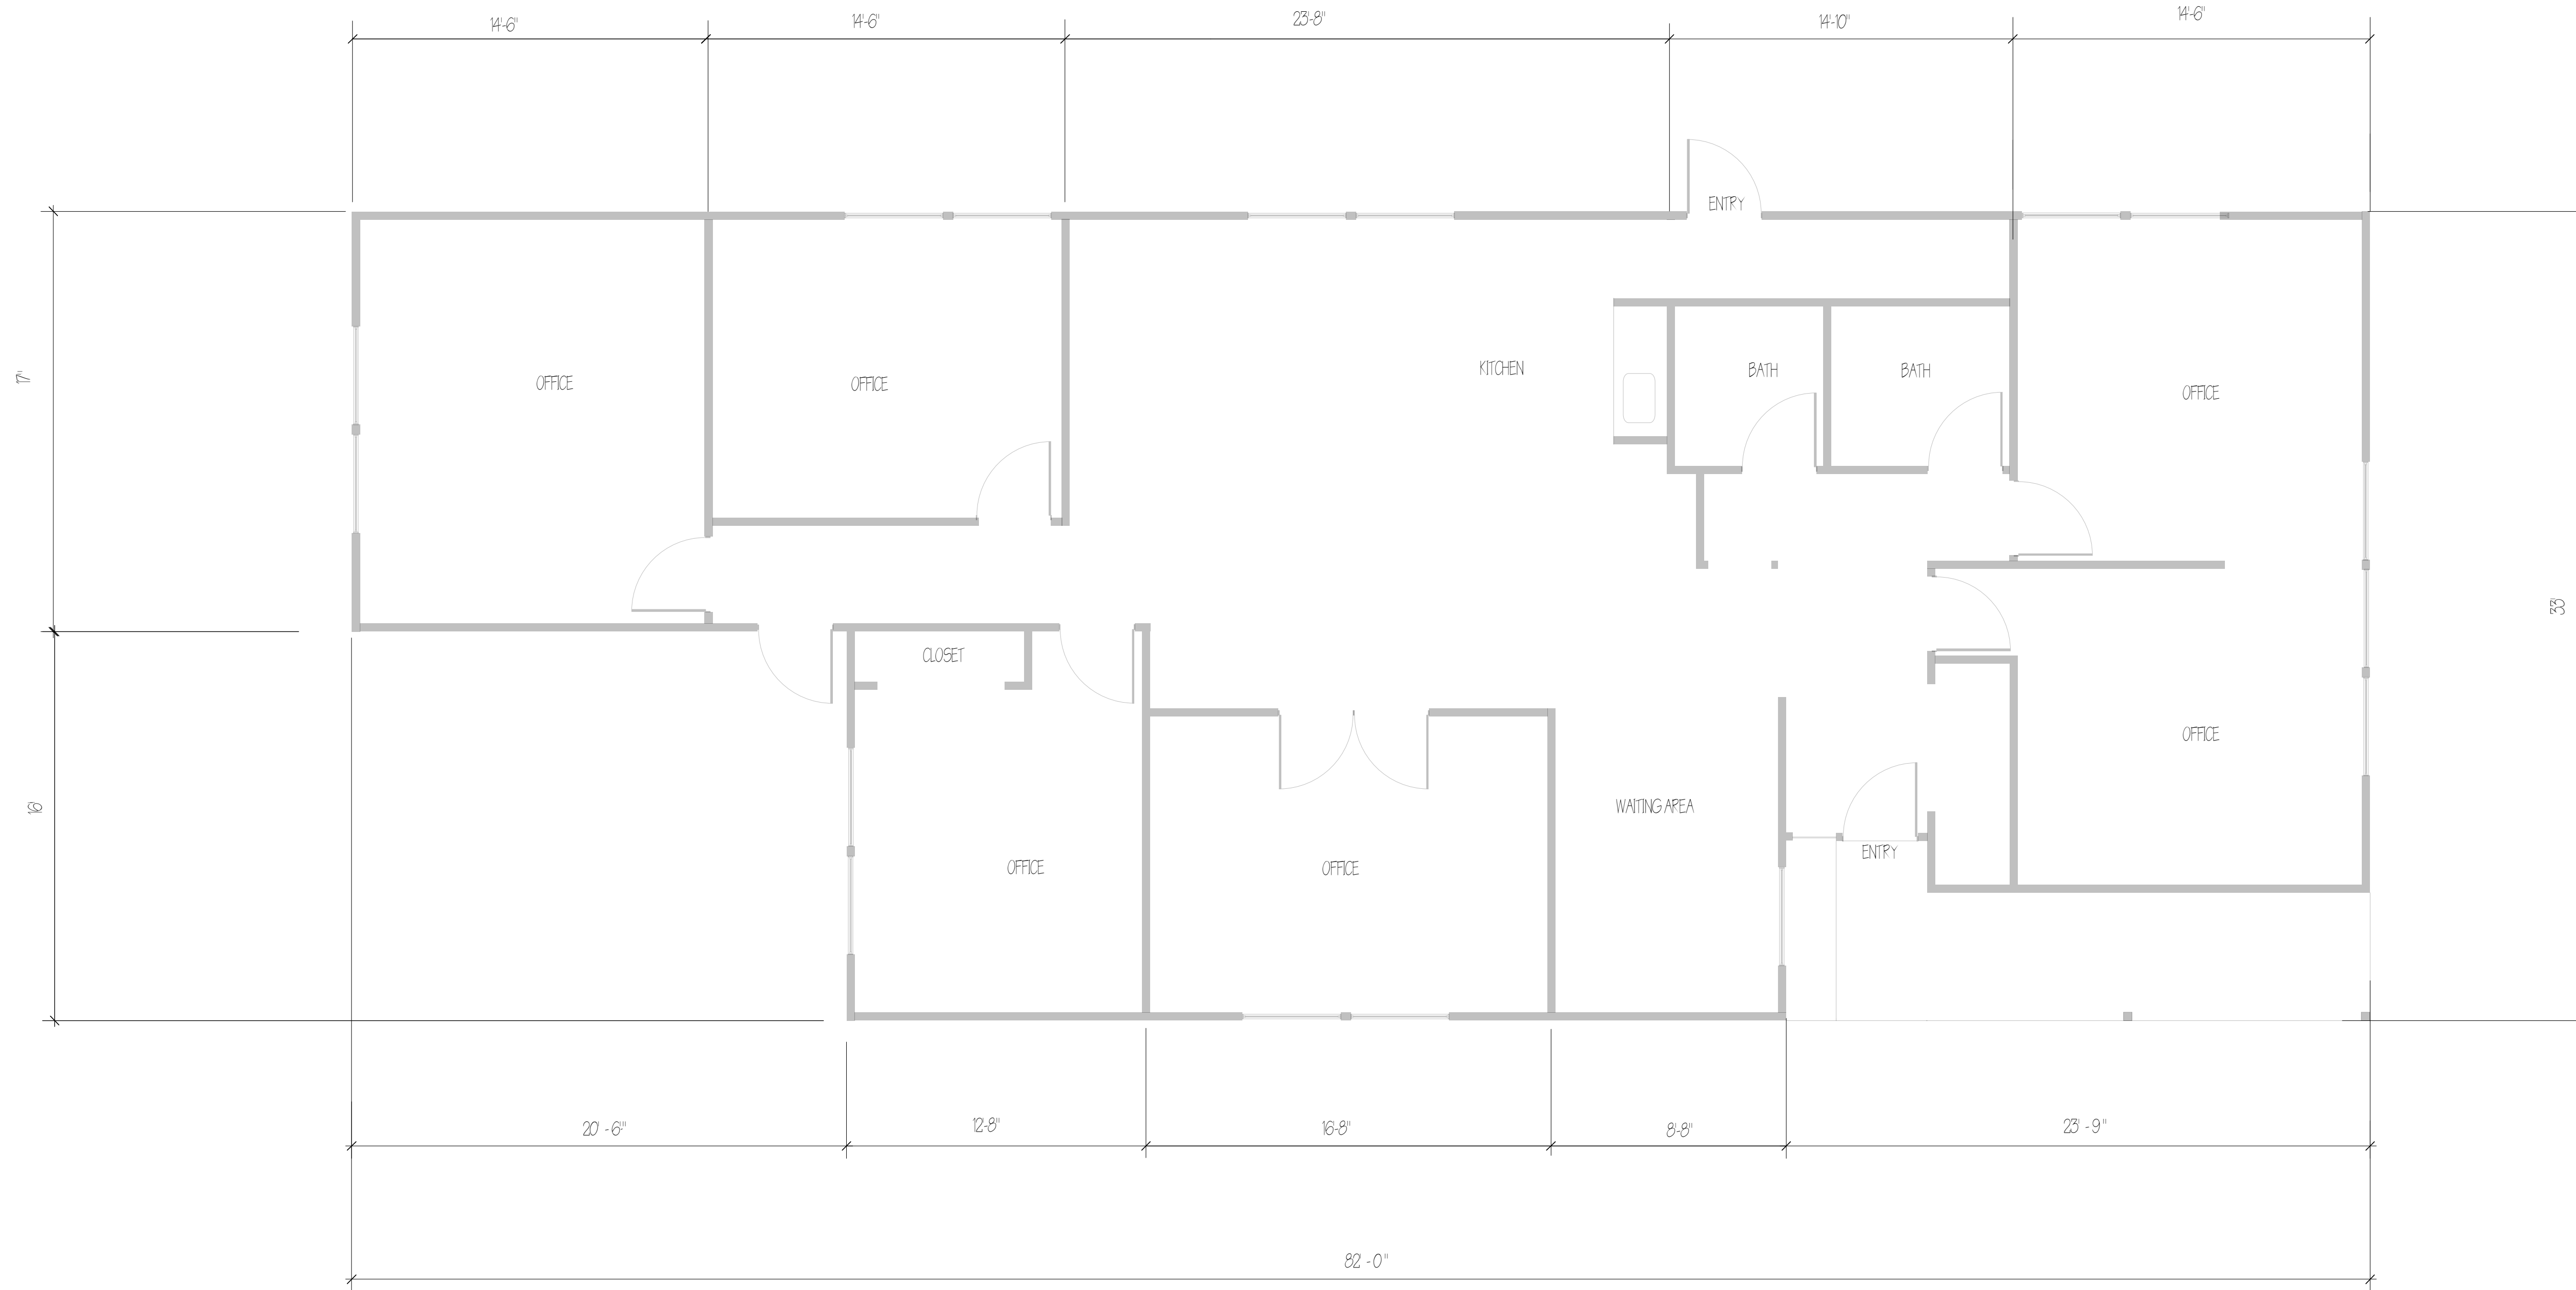 14'-6"
14'-6"
23'-8"
14'-10"
14'-6"
ENTRY
17'
OFFICE
OFFICE
KITCHEN
BATH
BATH
OFFICE
33'
CLOSET
OFFICE
16'
WAITING AREA
ENTRY
OFFICE
OFFICE
20' - 6"
12'-8"
16'-8"
8'-8"
23' - 9"
82' - 0"